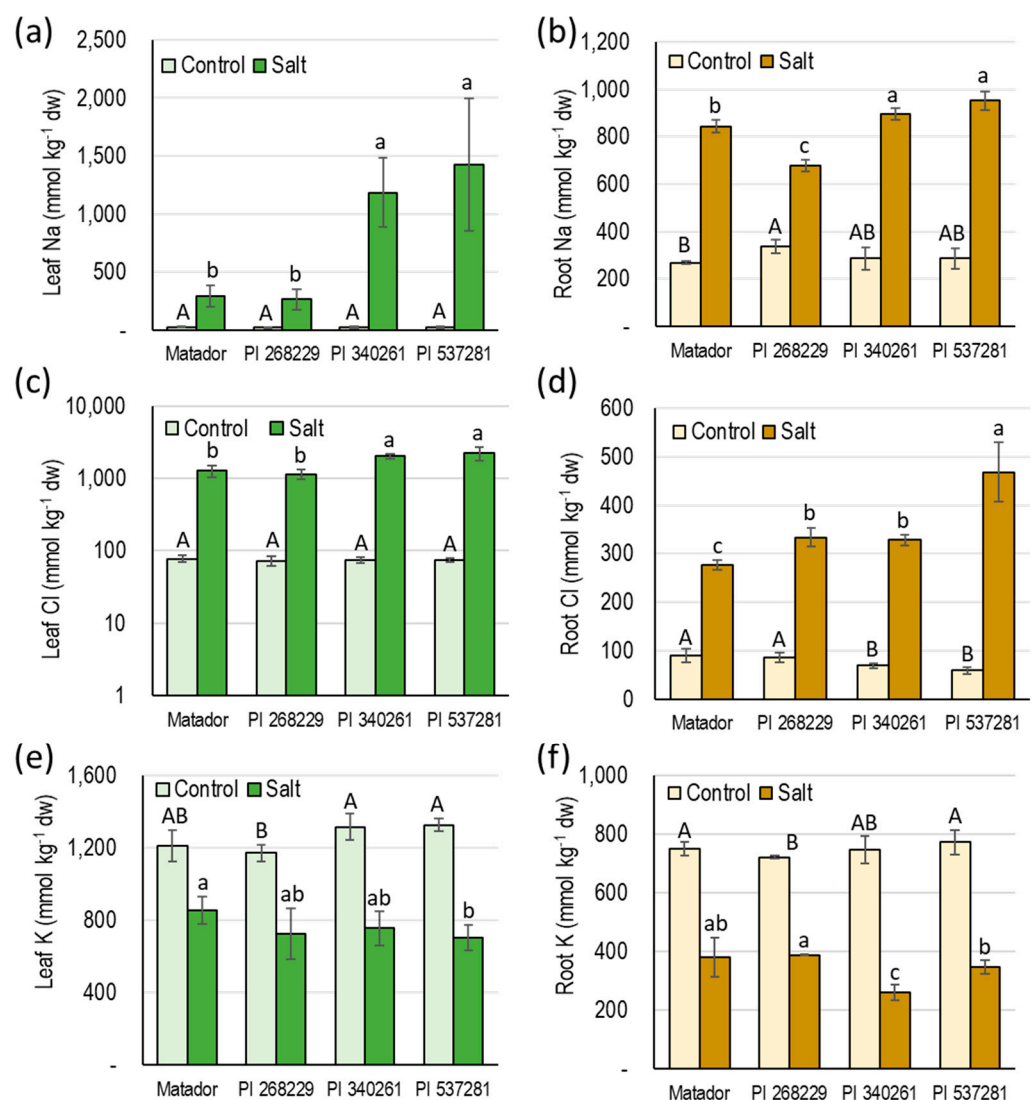 (a)
2,500
2,000
1,500
1,000
500
-
Leaf Na (mmol kg⁻¹ dw)
Control Salt
A b A b A a A a
Matador PI 268229 PI 340261 PI 537281
(b)
1,200
1,000
800
600
400
200
-
Root Na (mmol kg⁻¹ dw)
Control Salt
B b A c AB a AB a
Matador PI 268229 PI 340261 PI 537281
(c)
10,000
1,000
100
10
1
Leaf Cl (mmol kg⁻¹ dw)
Control Salt
A b A b A a A a
Matador PI 268229 PI 340261 PI 537281
(d)
600
500
400
300
200
100
0
Root Cl (mmol kg⁻¹ dw)
Control Salt
A c A b B b B a
Matador PI 268229 PI 340261 PI 537281
(e)
1,600
1,200
800
400
-
Leaf K (mmol kg⁻¹ dw)
Control Salt
AB a B ab A ab A b
Matador PI 268229 PI 340261 PI 537281
(f)
1,000
800
600
400
200
-
Root K (mmol kg⁻¹ dw)
Control Salt
A ab B a AB c A b
Matador PI 268229 PI 340261 PI 537281